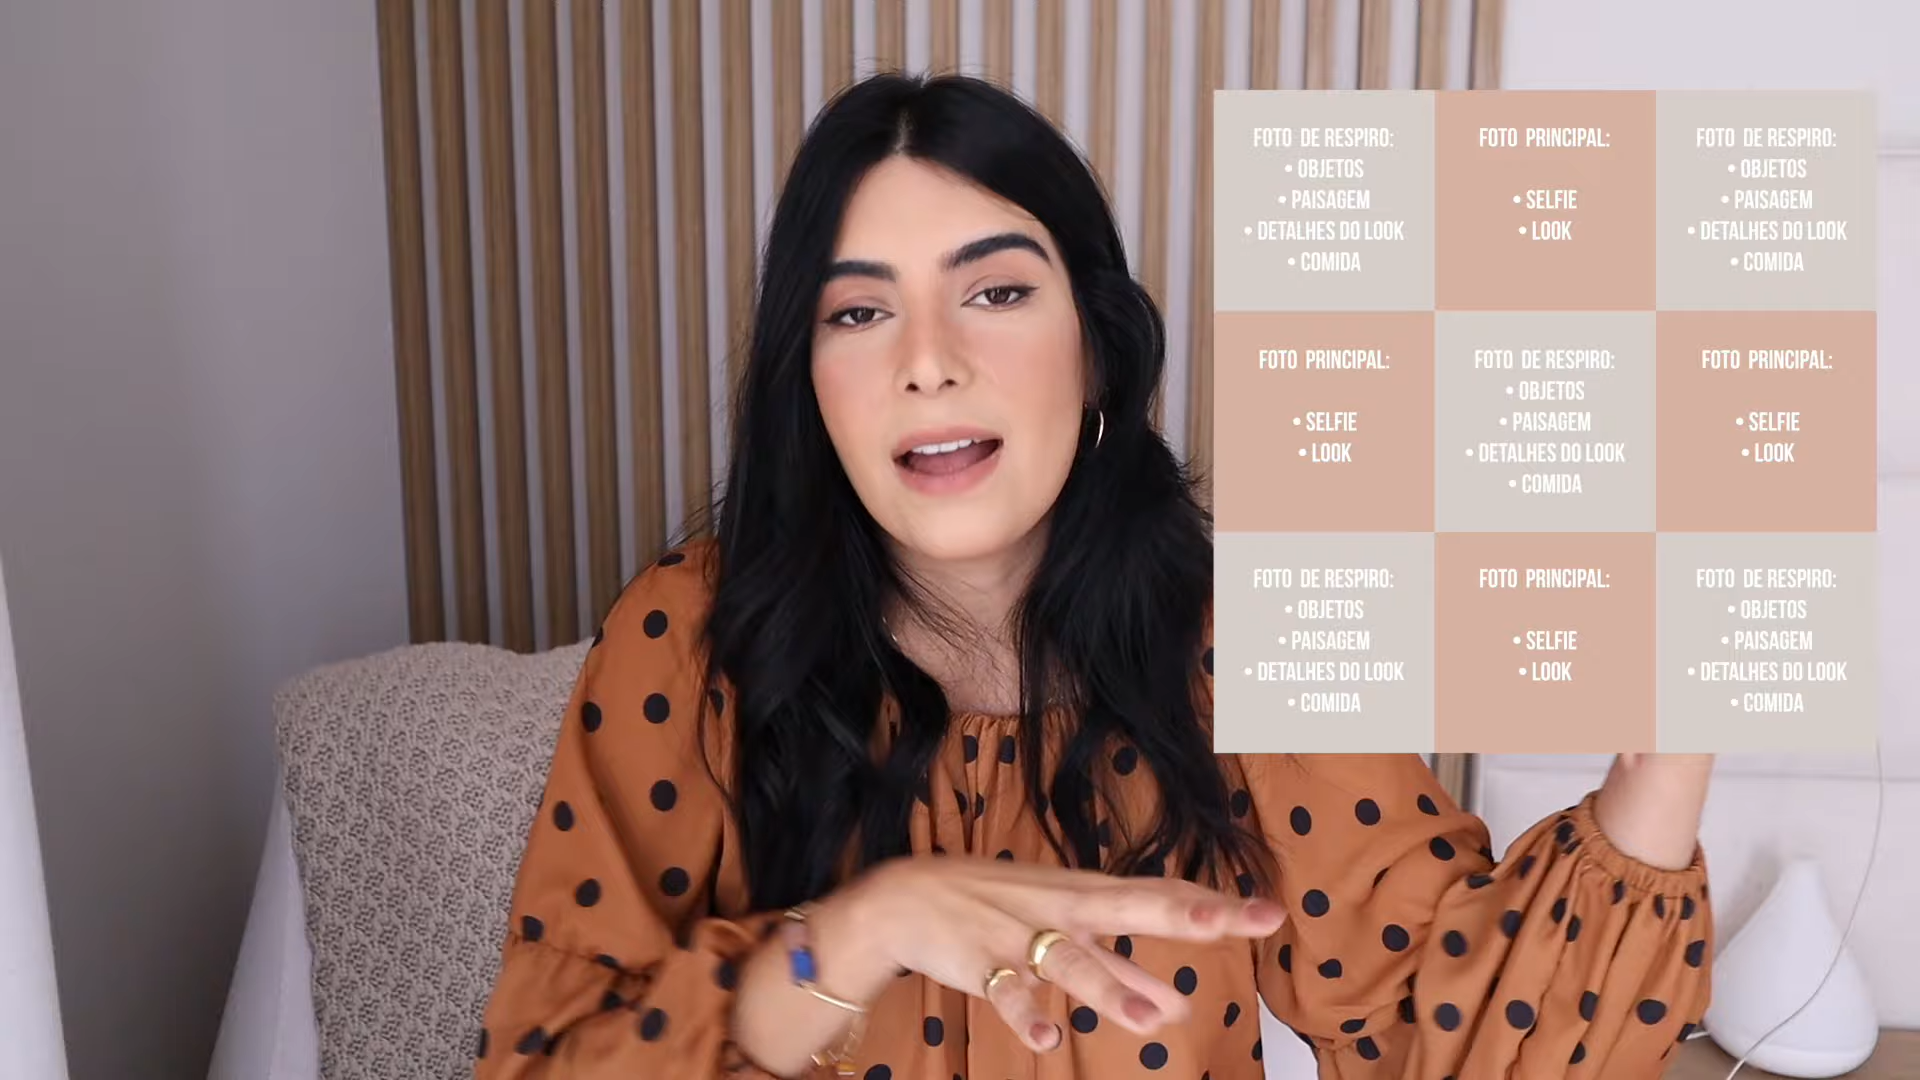 FOTO DE RESPIRO:
• OBJETOS
• PAISAGEM
• DETALHES DO LOOK
• COMIDA
FOTO PRINCIPAL:
• SELFIE
• LOOK
FOTO DE RESPIRO:
• OBJETOS
• PAISAGEM
• DETALHES DO LOOK
• COMIDA
FOTO PRINCIPAL:
• SELFIE
• LOOK
FOTO DE RESPIRO:
• OBJETOS
• PAISAGEM
• DETALHES DO LOOK
• COMIDA
FOTO PRINCIPAL:
• SELFIE
• LOOK
FOTO DE RESPIRO:
• OBJETOS
• PAISAGEM
• DETALHES DO LOOK
• COMIDA
FOTO PRINCIPAL:
• SELFIE
• LOOK
FOTO DE RESPIRO:
• OBJETOS
• PAISAGEM
• DETALHES DO LOOK
• COMIDA